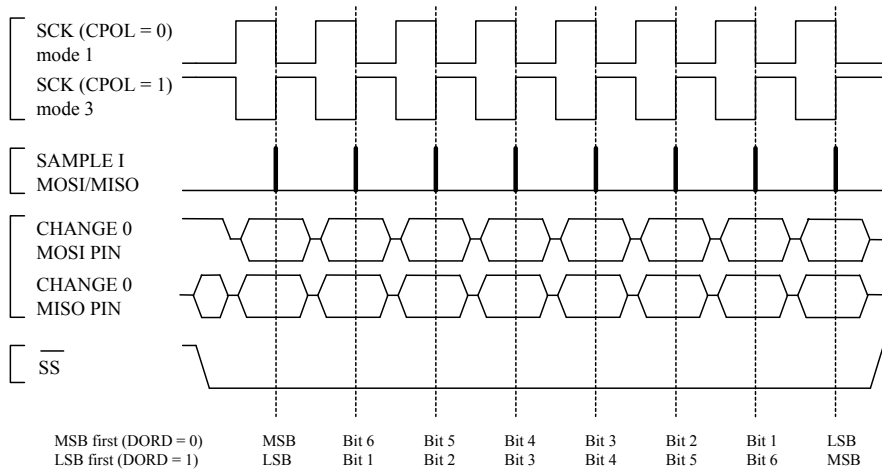 SCK (CPOL = 0)
mode 1
SCK (CPOL = 1)
mode 3
SAMPLE I
MOSI/MISO
CHANGE 0
MOSI PIN
CHANGE 0
MISO PIN
SS
MSB first (DORD = 0) MSB Bit 6 Bit 5 Bit 4 Bit 3 Bit 2 Bit 1 LSB
LSB first (DORD = 1) LSB Bit 1 Bit 2 Bit 3 Bit 4 Bit 5 Bit 6 MSB